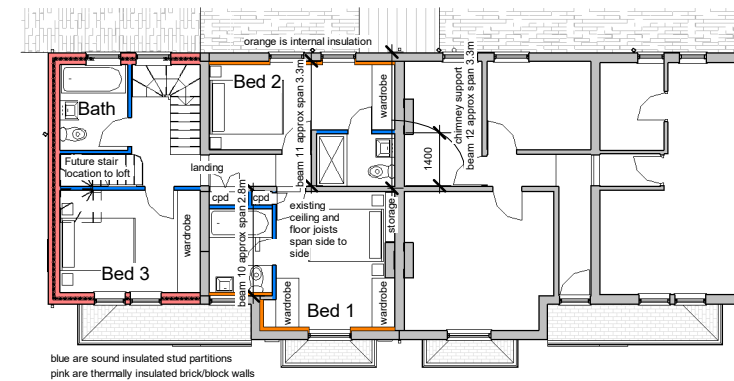 orange is internal insulation
Bath
Bed 2
beam 11 approx span 3.3m
wardrobe
chimney support
beam 12 approx span 3.3m
1400
Future stair
location to loft
landing
cpd
cpd
beam 10 approx span 2.8m
existing
ceiling and
floor joists
span side to
side
storage
wardrobe
Bed 3
wardrobe
Bed 1
wardrobe
blue are sound insulated stud partitions
pink are thermally insulated brick/block walls